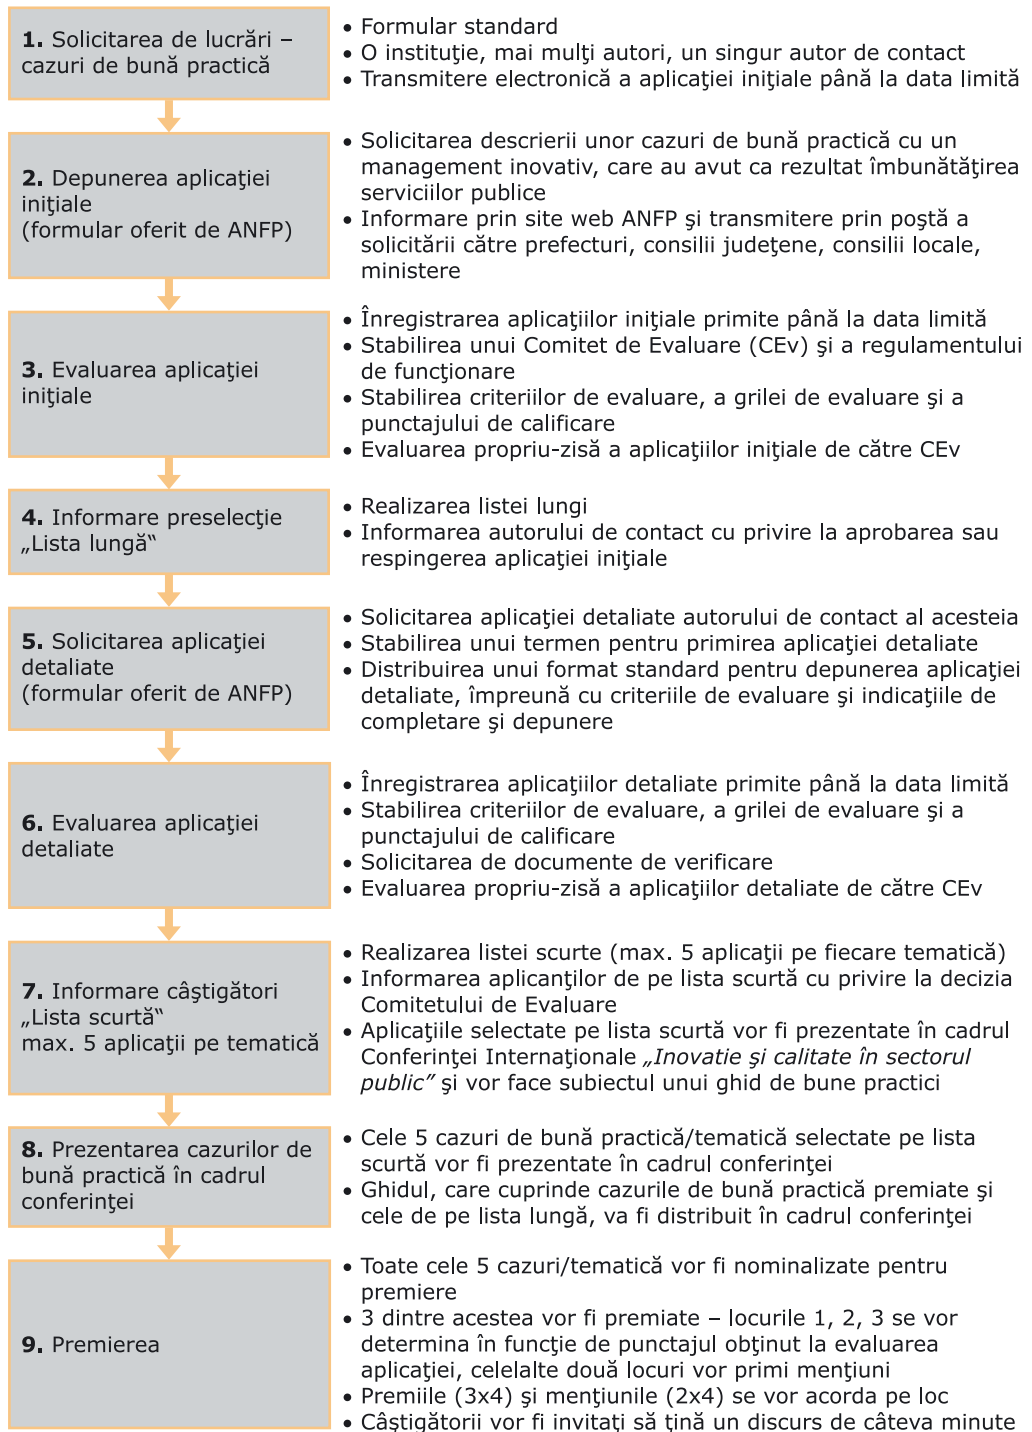 1. Solicitarea de lucrări –
cazuri de bună practică
• Formular standard
• O instituţie, mai mulţi autori, un singur autor de contact
• Transmitere electronică a aplicaţiei iniţiale până la data limită
2. Depunerea aplicaţiei
iniţiale
(formular oferit de ANFP)
• Solicitarea descrierii unor cazuri de bună practică cu un
management inovativ, care au avut ca rezultat îmbunătăţirea
serviciilor publice
• Informare prin site web ANFP şi transmitere prin poştă a
solicitării către prefecturi, consilii judeţene, consilii locale,
ministere
3. Evaluarea aplicaţiei
iniţiale
• Înregistrarea aplicaţiilor iniţiale primite până la data limită
• Stabilirea unui Comitet de Evaluare (CEv) şi a regulamentului
de funcţionare
• Stabilirea criteriilor de evaluare, a grilei de evaluare şi a
punctajului de calificare
• Evaluarea propriu-zisă a aplicaţiilor iniţiale de către CEv
4. Informare preselecţie
„Lista lungă“
• Realizarea listei lungi
• Informarea autorului de contact cu privire la aprobarea sau
respingerea aplicaţiei iniţiale
5. Solicitarea aplicaţiei
detaliate
(formular oferit de ANFP)
• Solicitarea aplicaţiei detaliate autorului de contact al acesteia
• Stabilirea unui termen pentru primirea aplicaţiei detaliate
• Distribuirea unui format standard pentru depunerea aplicaţiei
detaliate, împreună cu criteriile de evaluare şi indicaţiile de
completare şi depunere
6. Evaluarea aplicaţiei
detaliate
• Înregistrarea aplicaţiilor detaliate primite până la data limită
• Stabilirea criteriilor de evaluare, a grilei de evaluare şi a
punctajului de calificare
• Solicitarea de documente de verificare
• Evaluarea propriu-zisă a aplicaţiilor detaliate de către CEv
7. Informare câştigători
„Lista scurtă“
max. 5 aplicaţii pe tematică
• Realizarea listei scurte (max. 5 aplicaţii pe fiecare tematică)
• Informarea aplicanţilor de pe lista scurtă cu privire la decizia
Comitetului de Evaluare
• Aplicaţiile selectate pe lista scurtă vor fi prezentate în cadrul
Conferinţei Internaţionale „Inovatie şi calitate în sectorul
public” şi vor face subiectul unui ghid de bune practici
8. Prezentarea cazurilor de
bună practică în cadrul
conferinţei
• Cele 5 cazuri de bună practică/tematică selectate pe lista
scurtă vor fi prezentate în cadrul conferinţei
• Ghidul, care cuprinde cazurile de bună practică premiate şi
cele de pe lista lungă, va fi distribuit în cadrul conferinţei
9. Premierea
• Toate cele 5 cazuri/tematică vor fi nominalizate pentru
premiere
• 3 dintre acestea vor fi premiate – locurile 1, 2, 3 se vor
determina în funcţie de punctajul obţinut la evaluarea
aplicaţiei, celelalte două locuri vor primi menţiuni
• Premiile (3x4) şi menţiunile (2x4) se vor acorda pe loc
• Câştigătorii vor fi invitaţi să ţină un discurs de câteva minute